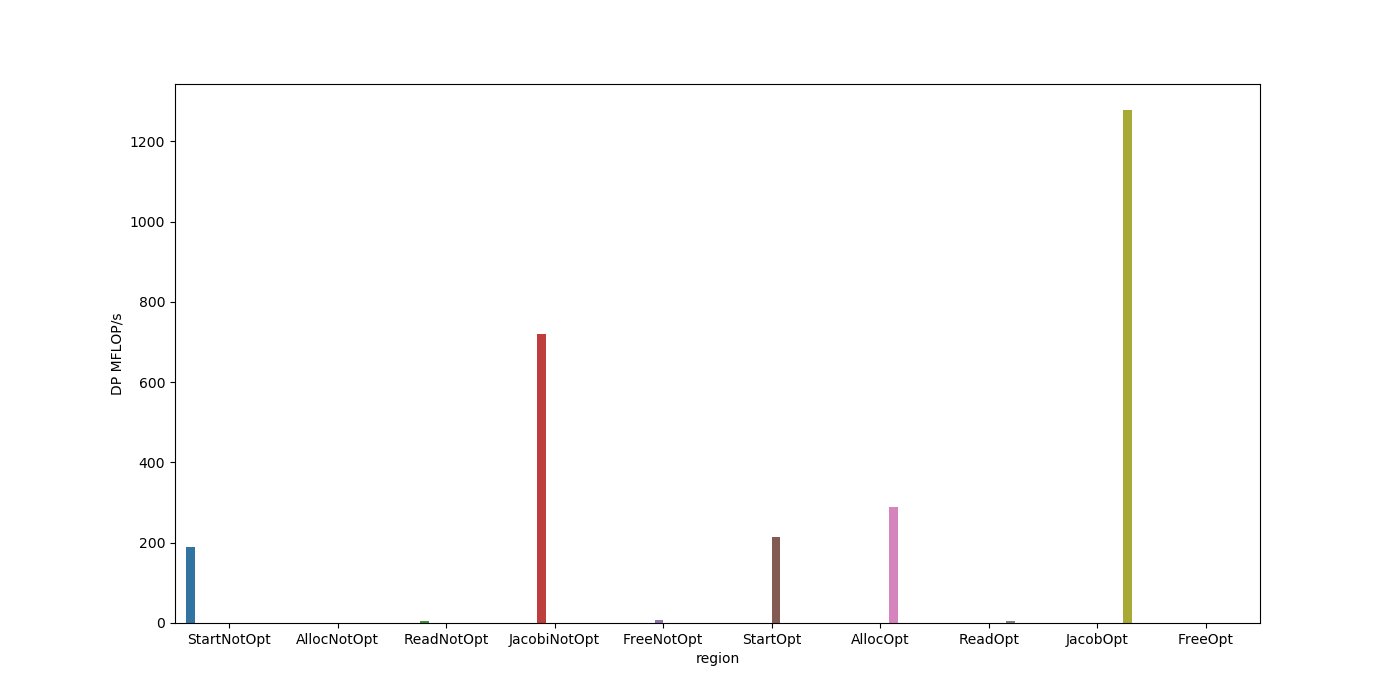 1200
1000
800
600
400
200
0
DP MFLOP/s
StartNotOpt AllocNotOpt ReadNotOpt JacobiNotOpt FreeNotOpt StartOpt AllocOpt ReadOpt JacobOpt FreeOpt
region